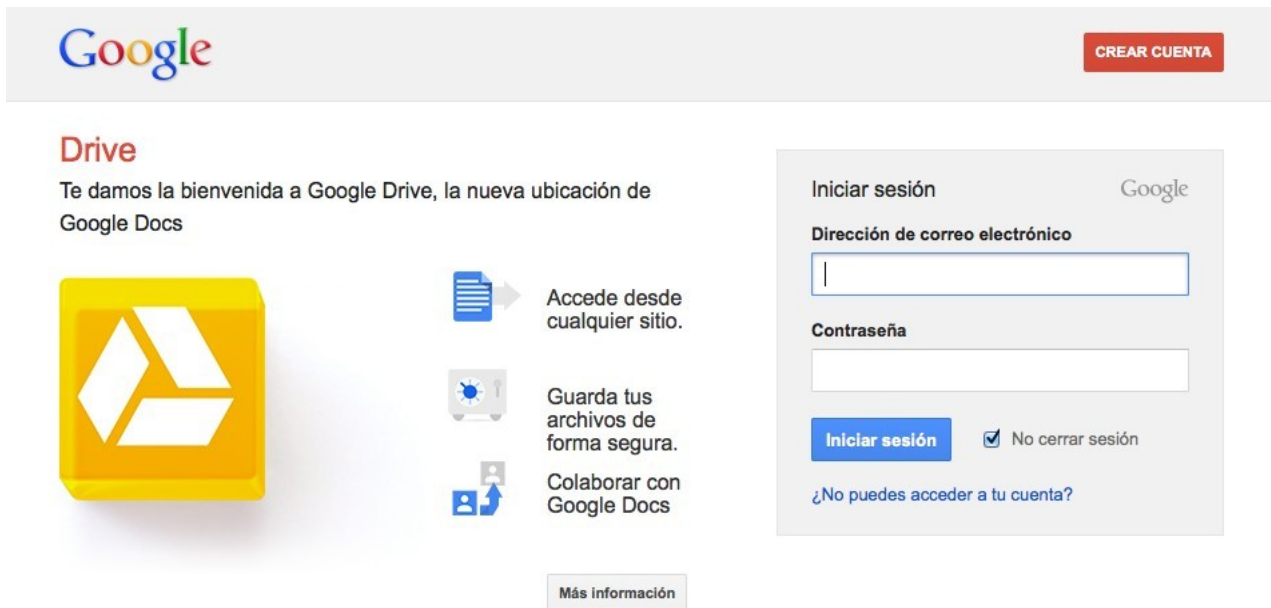 Google
CREAR CUENTA
Drive
Te damos la bienvenida a Google Drive, la nueva ubicación de
Google Docs
Accede desde
cualquier sitio.
Guarda tus
archivos de
forma segura.
Colaborar con
Google Docs
Más información
Iniciar sesión
Google
Dirección de correo electrónico
Contraseña
Iniciar sesión
No cerrar sesión
¿No puedes acceder a tu cuenta?